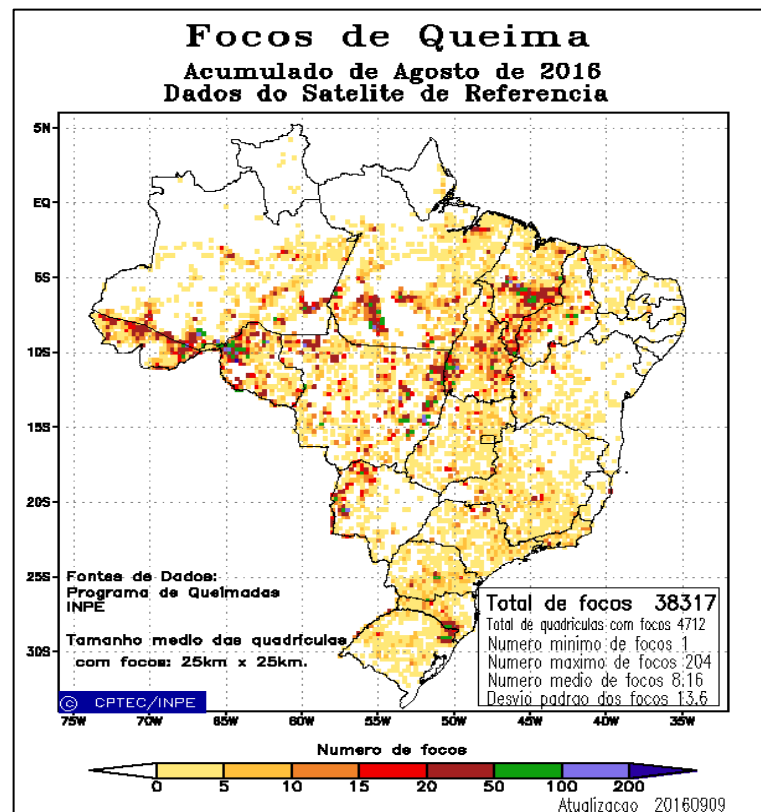 Focos de Queima
Acumulado de Agosto de 2016
Dados do Satelite de Referencia
5N
EQ
5S
10S
15S
20S
25S
30S
Fontes de Dados:
Programa de Queimadas
INPE
Tamanho medio das quadriculas
com focos: 25km x 25km.
Total de focos 38317
Total de quadriculas com focos 4712
Numero minimo de focos 1
Numero maximo de focos 204
Numero medio de focos 8.16
Desvio padrao dos focos 13.6
© CPTEC/INPE
75W 70W 65W 60W 55W 50W 45W 40W 35W
Numero de focos
0 5 10 15 20 50 100 200
Atualizacao 20160909